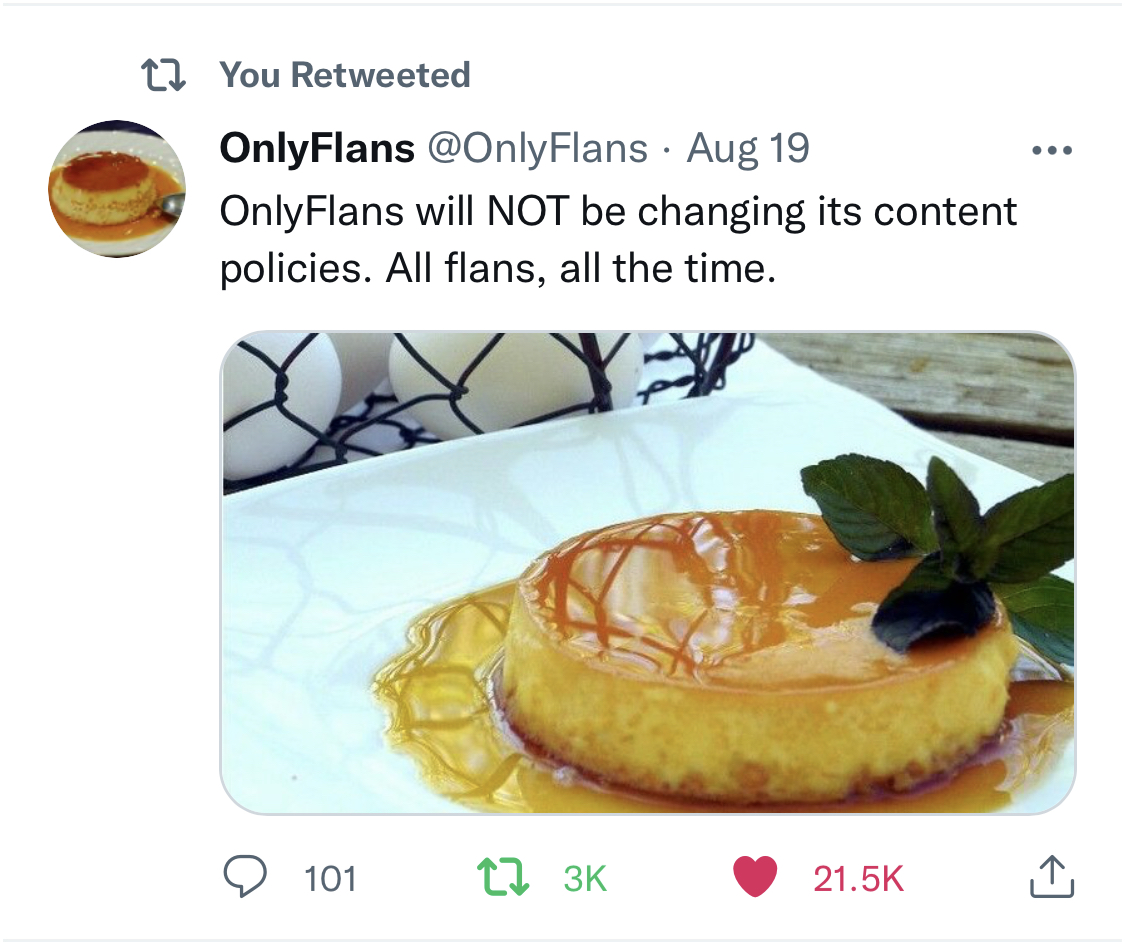 You Retweeted
OnlyFlans @OnlyFlans · Aug 19
OnlyFlans will NOT be changing its content
policies. All flans, all the time.
101 3K 21.5K